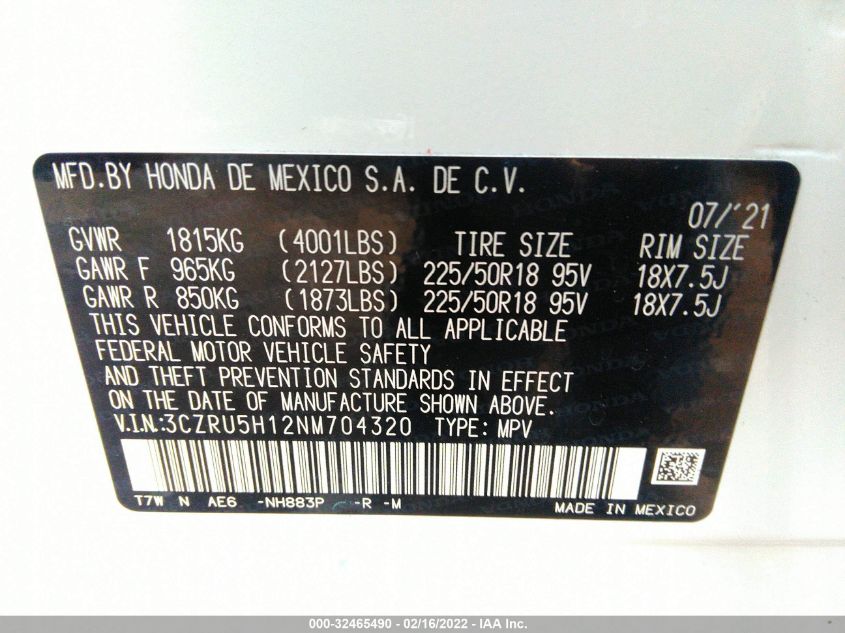 MFD.BY HONDA DE MEXICO S.A. DE C.V.
07/'21
GVWR 1815KG (4001LBS) TIRE SIZE RIM SIZE
GAWR F 965KG (2127LBS) 225/50R18 95V 18X7.5J
GAWR R 850KG (1873LBS) 225/50R18 95V 18X7.5J
THIS VEHICLE CONFORMS TO ALL APPLICABLE
FEDERAL MOTOR VEHICLE SAFETY
AND THEFT PREVENTION STANDARDS IN EFFECT
ON THE DATE OF MANUFACTURE SHOWN ABOVE.
V.I.N.:3CZRU5H12NM704320 TYPE: MPV
T7W N AE6 -NH883P -R -M
MADE IN MEXICO
000-32465490 - 02/16/2022 - IAA Inc.